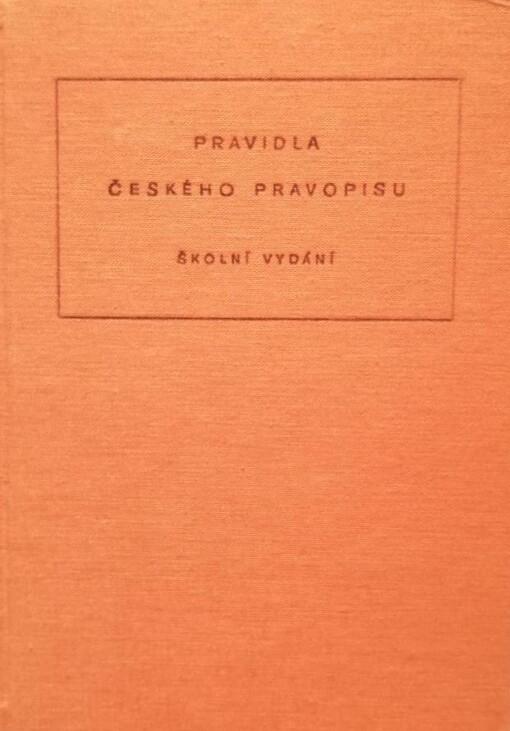 PRAVIDLA
ČESKÉHO PRAVOPISU
ŠKOLNÍ VYDÁNÍ